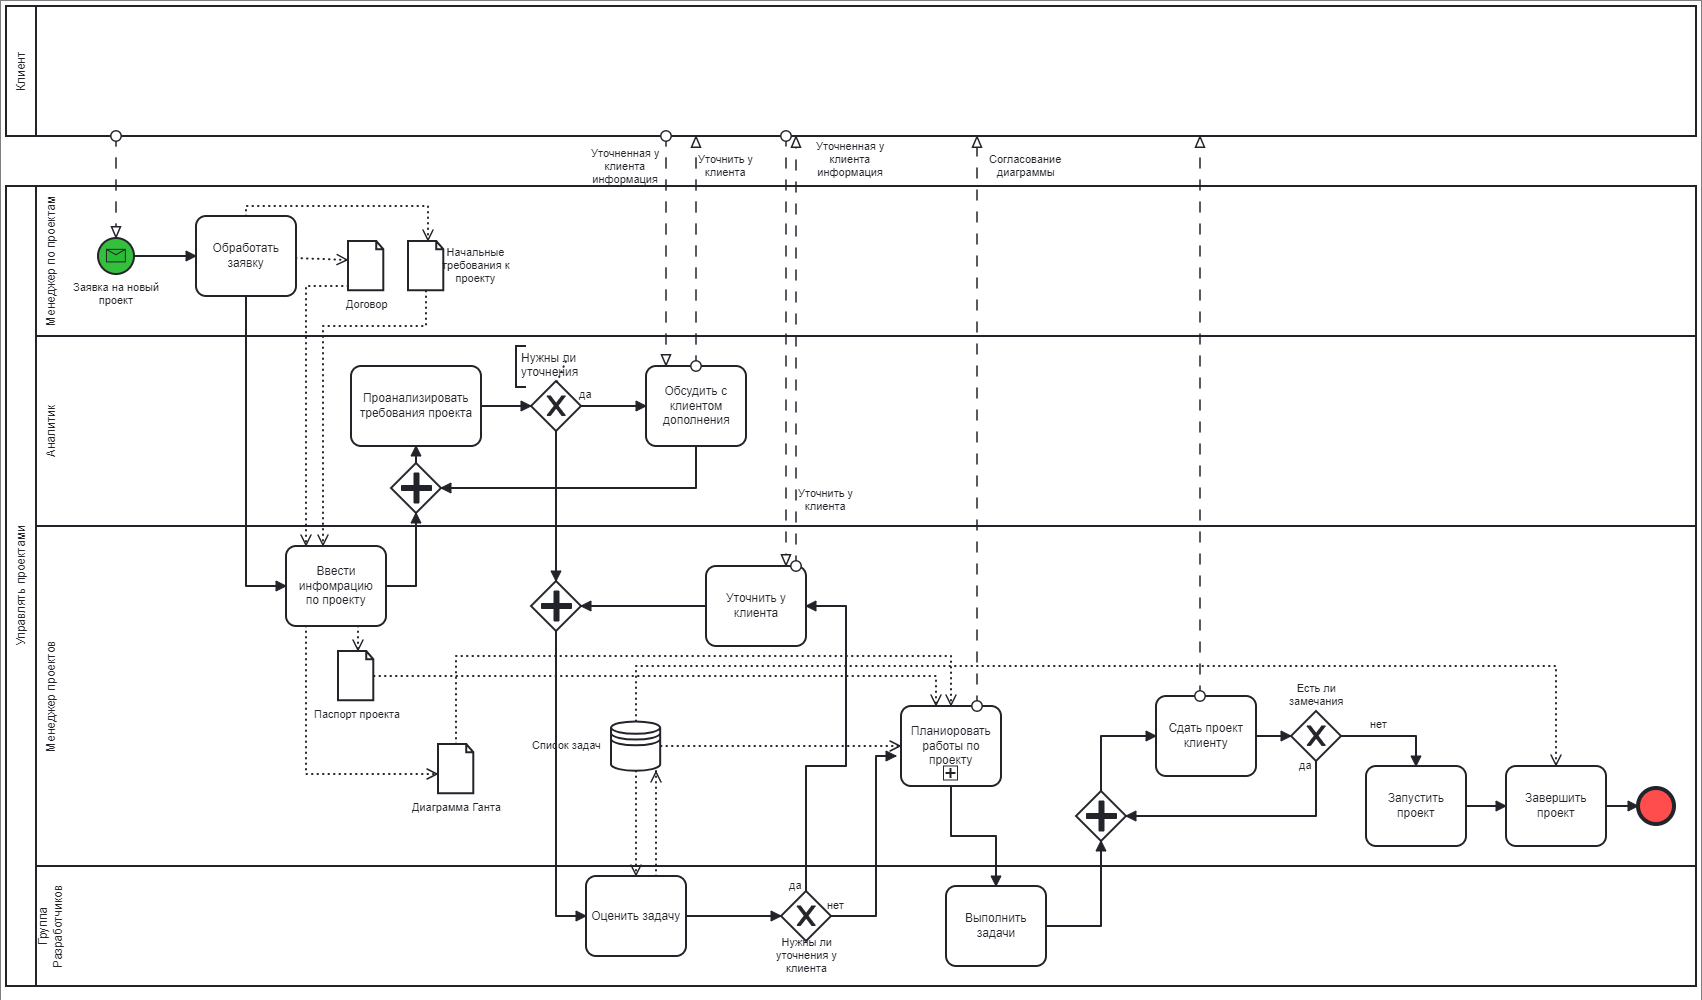 Клиент
Уточненная у
клиента
информация
Уточнить у
клиента
Уточненная у
клиента
информация
Согласование
диаграммы
Управлять проектами
Менеджер по проектам
Заявка на новый
проект
Обработать
заявку
Договор
Начальные
требования к
проекту
Аналитик
Проанализировать
требования проекта
Нужны ли
уточнения
да
Обсудить с
клиентом
дополнения
Уточнить у
клиента
Менеджер проектов
Ввести
инфомрацию
по проекту
Уточнить у
клиента
Паспорт проекта
Диаграмма Ганта
Список задач
Планиоровать
работы по
проекту
Сдать проект
клиенту
Есть ли
замечания
нет
да
Запустить
проект
Завершить
проект
Группа
Разработчиков
Оценить задачу
да
нет
Нужны ли
уточнения у
клиента
Выполнить
задачи